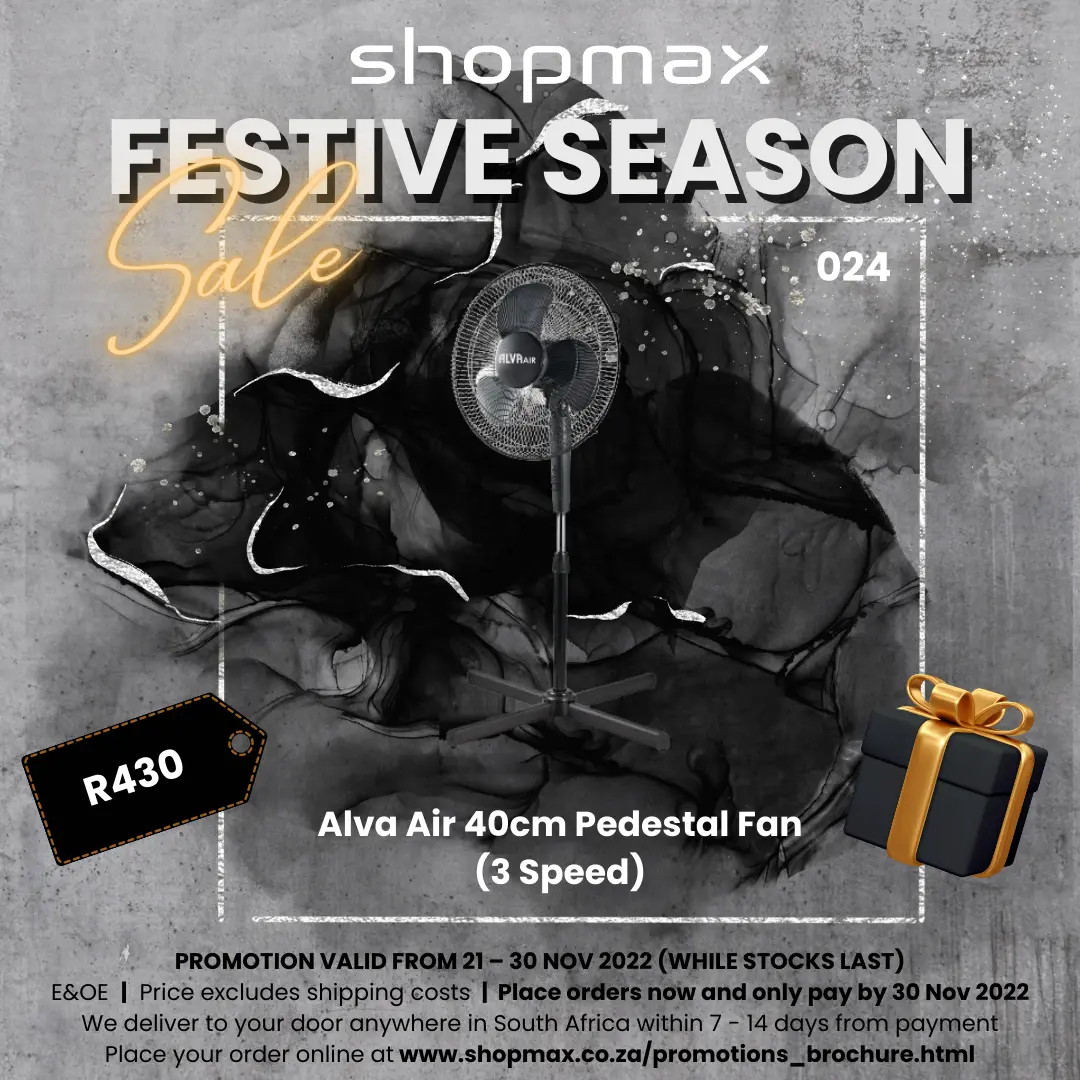 shopmax
FESTIVE SEASON
Sale
024
ALVA AIR
R430
Alva Air 40cm Pedestal Fan
(3 Speed)
PROMOTION VALID FROM 21 – 30 NOV 2022 (WHILE STOCKS LAST)
E&OE | Price excludes shipping costs | Place orders now and only pay by 30 Nov 2022
We deliver to your door anywhere in South Africa within 7 - 14 days from payment
Place your order online at www.shopmax.co.za/promotions_brochure.html